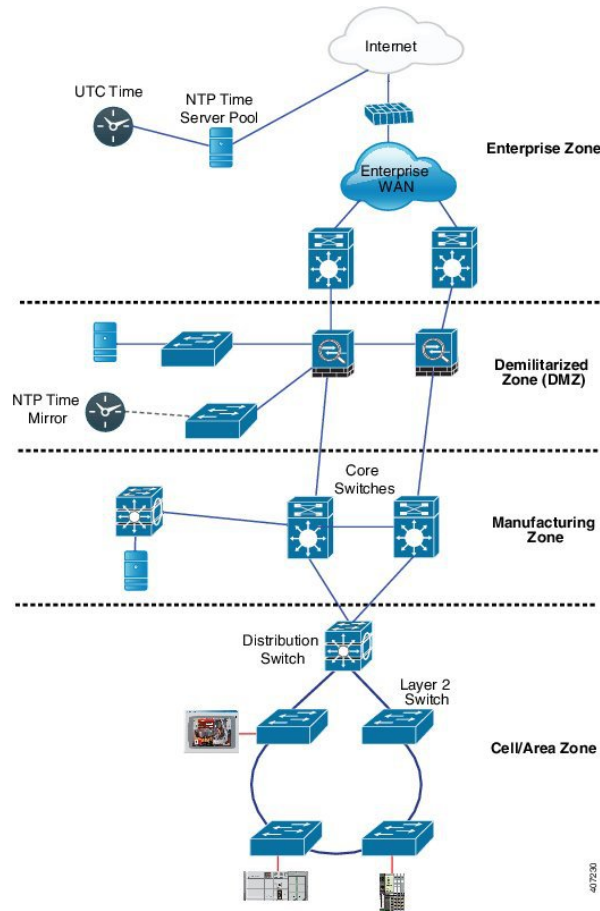 Internet
UTC Time
NTP Time
Server Pool
Enterprise Zone
Enterprise
WAN
Demilitarized
Zone (DMZ)
NTP Time
Mirror
Core
Switches
Manufacturing
Zone
Distribution
Switch
Layer 2
Switch
Cell/Area Zone
407230